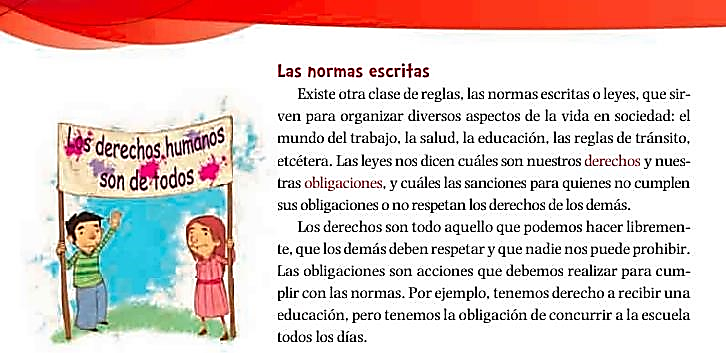 Las normas escritas
Existe otra clase de reglas, las normas escritas o leyes, que sir-
ven para organizar diversos aspectos de la vida en sociedad: el
mundo del trabajo, la salud, la educación, las reglas de tránsito,
etcétera. Las leyes nos dicen cuáles son nuestros derechos y nues-
tras obligaciones, y cuáles las sanciones para quienes no cumplen
sus obligaciones o no respetan los derechos de los demás.
Los derechos son todo aquello que podemos hacer libremen-
te, que los demás deben respetar y que nadie nos puede prohibir.
Las obligaciones son acciones que debemos realizar para cum-
plir con las normas. Por ejemplo, tenemos derecho a recibir una
educación, pero tenemos la obligación de concurrir a la escuela
todos los días.
Los derechos humanos
son de todos